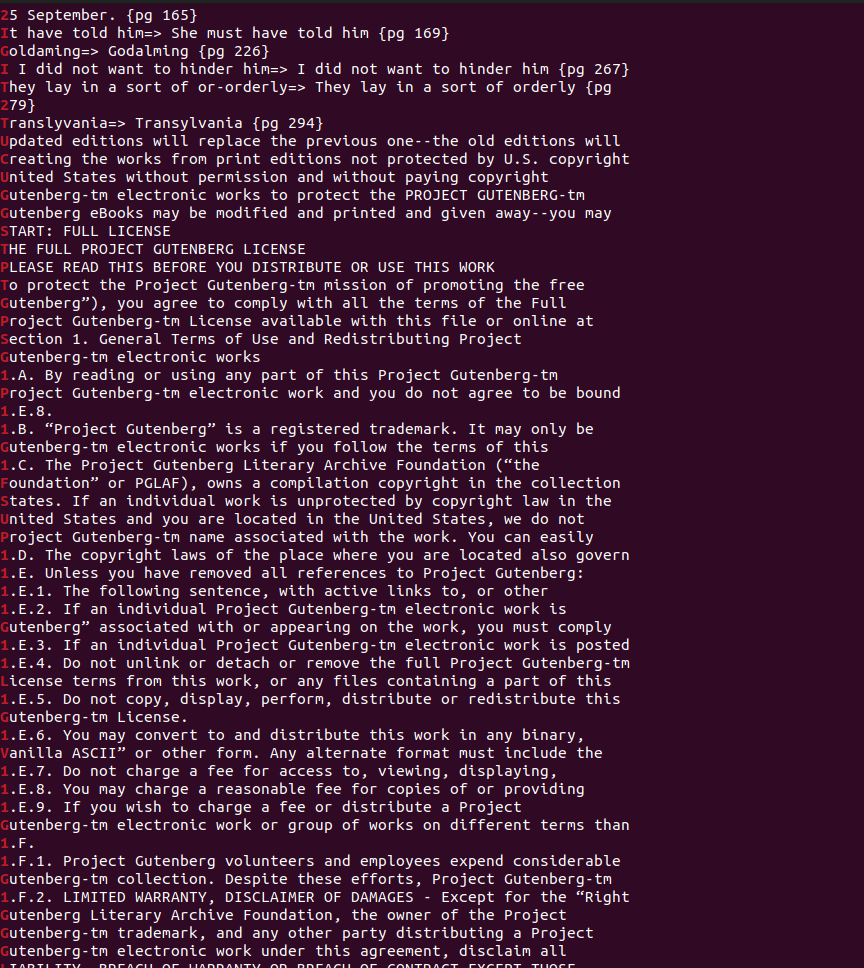 25 September. {pg 165}
It have told him=> She must have told him {pg 169}
Goldaming=> Godalming {pg 226}
I I did not want to hinder him=> I did not want to hinder him {pg 267}
They lay in a sort of or-orderly=> They lay in a sort of orderly {pg
279}
Translyvania=> Transylvania {pg 294}
Updated editions will replace the previous one--the old editions will
Creating the works from print editions not protected by U.S. copyright
United States without permission and without paying copyright
Gutenberg-tm electronic works to protect the PROJECT GUTENBERG-tm
Gutenberg eBooks may be modified and printed and given away--you may
START: FULL LICENSE
THE FULL PROJECT GUTENBERG LICENSE
PLEASE READ THIS BEFORE YOU DISTRIBUTE OR USE THIS WORK
To protect the Project Gutenberg-tm mission of promoting the free
Gutenberg”), you agree to comply with all the terms of the Full
Project Gutenberg-tm License available with this file or online at
Section 1. General Terms of Use and Redistributing Project
Gutenberg-tm electronic works
1.A. By reading or using any part of this Project Gutenberg-tm
Project Gutenberg-tm electronic work and you do not agree to be bound
1.E.8.
1.B. “Project Gutenberg” is a registered trademark. It may only be
Gutenberg-tm electronic works if you follow the terms of this
1.C. The Project Gutenberg Literary Archive Foundation (“the
Foundation” or PGLAF), owns a compilation copyright in the collection
States. If an individual work is unprotected by copyright law in the
United States and you are located in the United States, we do not
Project Gutenberg-tm name associated with the work. You can easily
1.D. The copyright laws of the place where you are located also govern
1.E. Unless you have removed all references to Project Gutenberg:
1.E.1. The following sentence, with active links to, or other
1.E.2. If an individual Project Gutenberg-tm electronic work is
Gutenberg” associated with or appearing on the work, you must comply
1.E.3. If an individual Project Gutenberg-tm electronic work is posted
1.E.4. Do not unlink or detach or remove the full Project Gutenberg-tm
License terms from this work, or any files containing a part of this
1.E.5. Do not copy, display, perform, distribute or redistribute this
Gutenberg-tm License.
1.E.6. You may convert to and distribute this work in any binary,
Vanilla ASCII” or other form. Any alternate format must include the
1.E.7. Do not charge a fee for access to, viewing, displaying,
1.E.8. You may charge a reasonable fee for copies of or providing
1.E.9. If you wish to charge a fee or distribute a Project
Gutenberg-tm electronic work or group of works on different terms than
1.F.
1.F.1. Project Gutenberg volunteers and employees expend considerable
Gutenberg-tm collection. Despite these efforts, Project Gutenberg-tm
1.F.2. LIMITED WARRANTY, DISCLAIMER OF DAMAGES - Except for the “Right
Gutenberg Literary Archive Foundation, the owner of the Project
Gutenberg-tm trademark, and any other party distributing a Project
Gutenberg-tm electronic work under this agreement, disclaim all
LIABILITY, BREACH OF WARRANTY OR BREACH OF CONTRACT EXCEPT THOSE